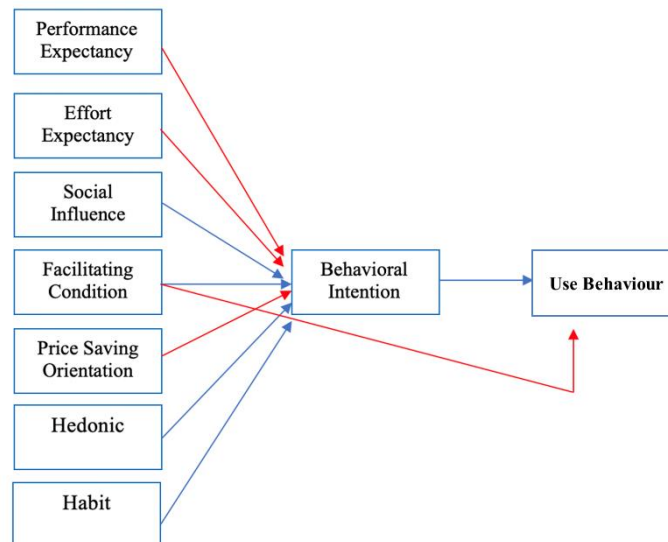 Performance
Expectancy
Effort
Expectancy
Social
Influence
Facilitating
Condition
Price Saving
Orientation
Hedonic
Habit
Behavioral
Intention
Use Behaviour